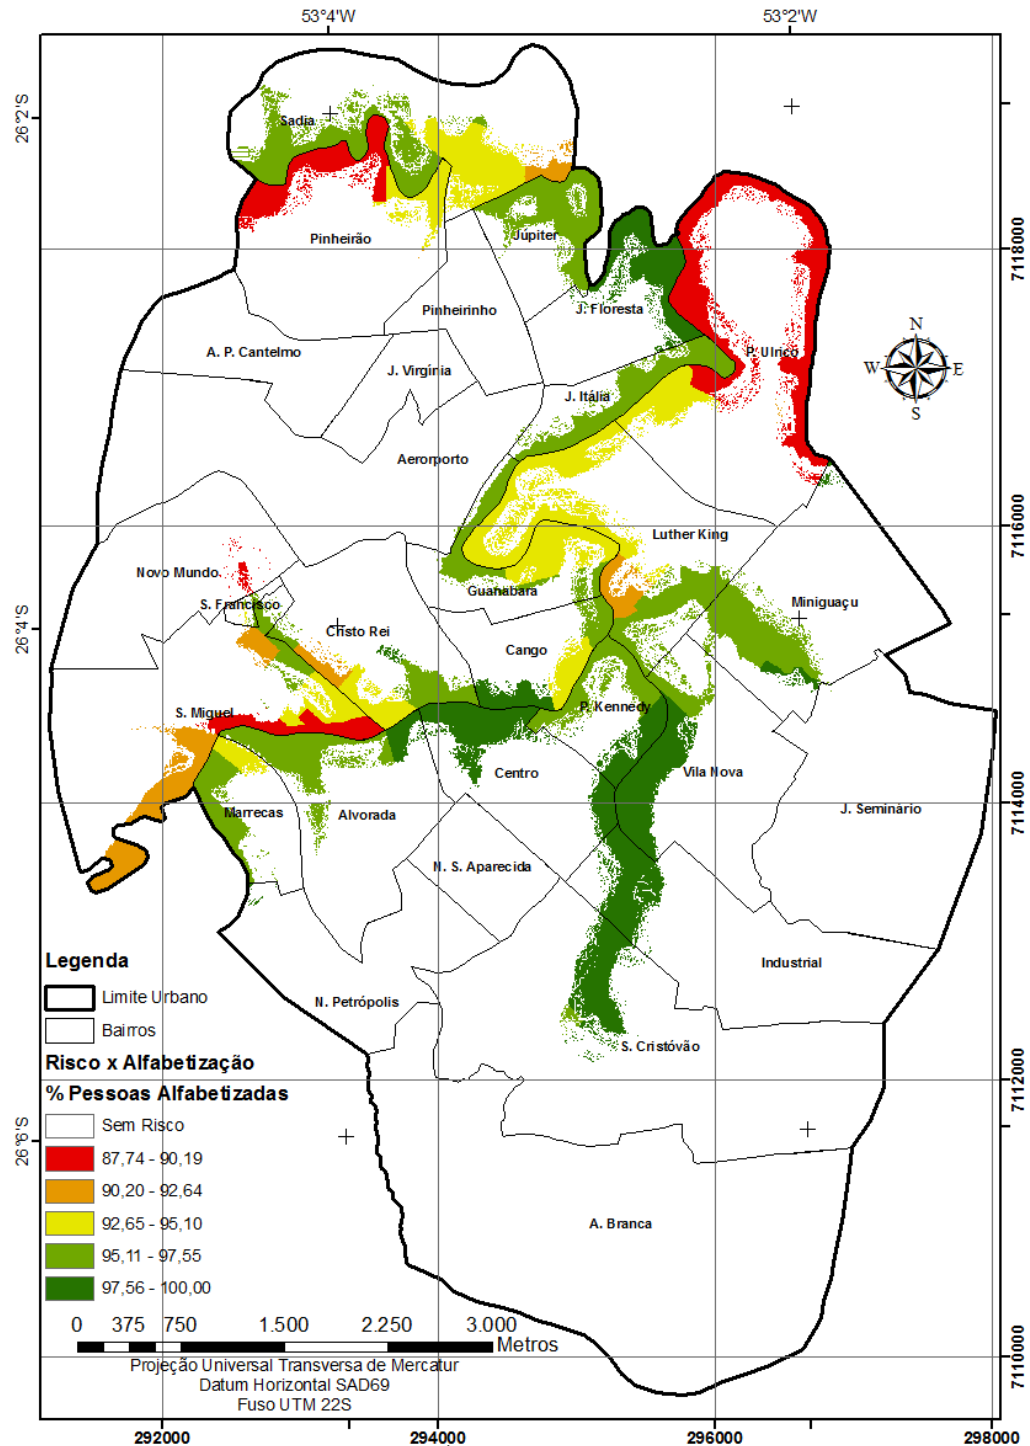 53°4'W
53°2'W
26°2'S
Sadia
Pinheirão
Júpiter
7118000
Pinheirinho
J. Floresta
A. P. Cantelmo
P. Ulrico
N
W
E
S
J. Virgínia
J. Itália
Aerorporto
7116000
Luther King
Novo Mundo
Guanabara
S. Francisco
Miniguaçu
26°4'S
Cristo Rei
Cango
S. Miguel
P. Kennedy
Centro
Vila Nova
7114000
Marrecas
Alvorada
J. Seminário
N. S. Aparecida
Legenda
Limite Urbano
Bairros
Industrial
N. Petrópolis
S. Cristóvão
Risco x Alfabetização
7112000
% Pessoas Alfabetizadas
Sem Risco
26°6'S
87,74 - 90,19
90,20 - 92,64
92,65 - 95,10
95,11 - 97,55
97,56 - 100,00
A. Branca
0 375 750 1.500 2.250 3.000
Metros
7110000
Projeção Universal Transversa de Mercatur
Datum Horizontal SAD69
Fuso UTM 22S
292000
294000
296000
298000